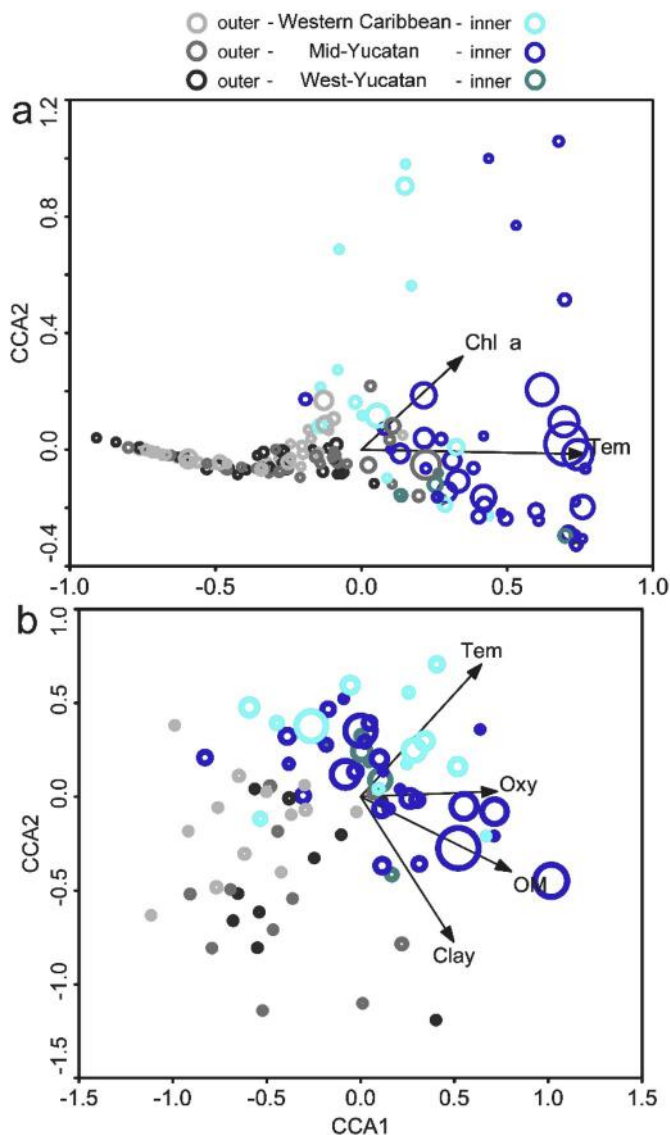 outer - Western Caribbean - inner
outer - Mid-Yucatan - inner
outer - West-Yucatan - inner
a
1.2
0.8
CCA2
0.4
Chl a
0.0
Tem
-0.4
-1.0 -0.5 0.0 0.5 1.0
b
1.0
Tem
0.5
Oxy
CCA2
0.0
OM
-0.5
Clay
-1.0
-1.5
-1.5 -1.0 -0.5 0.0 0.5 1.0 1.5
CCA1